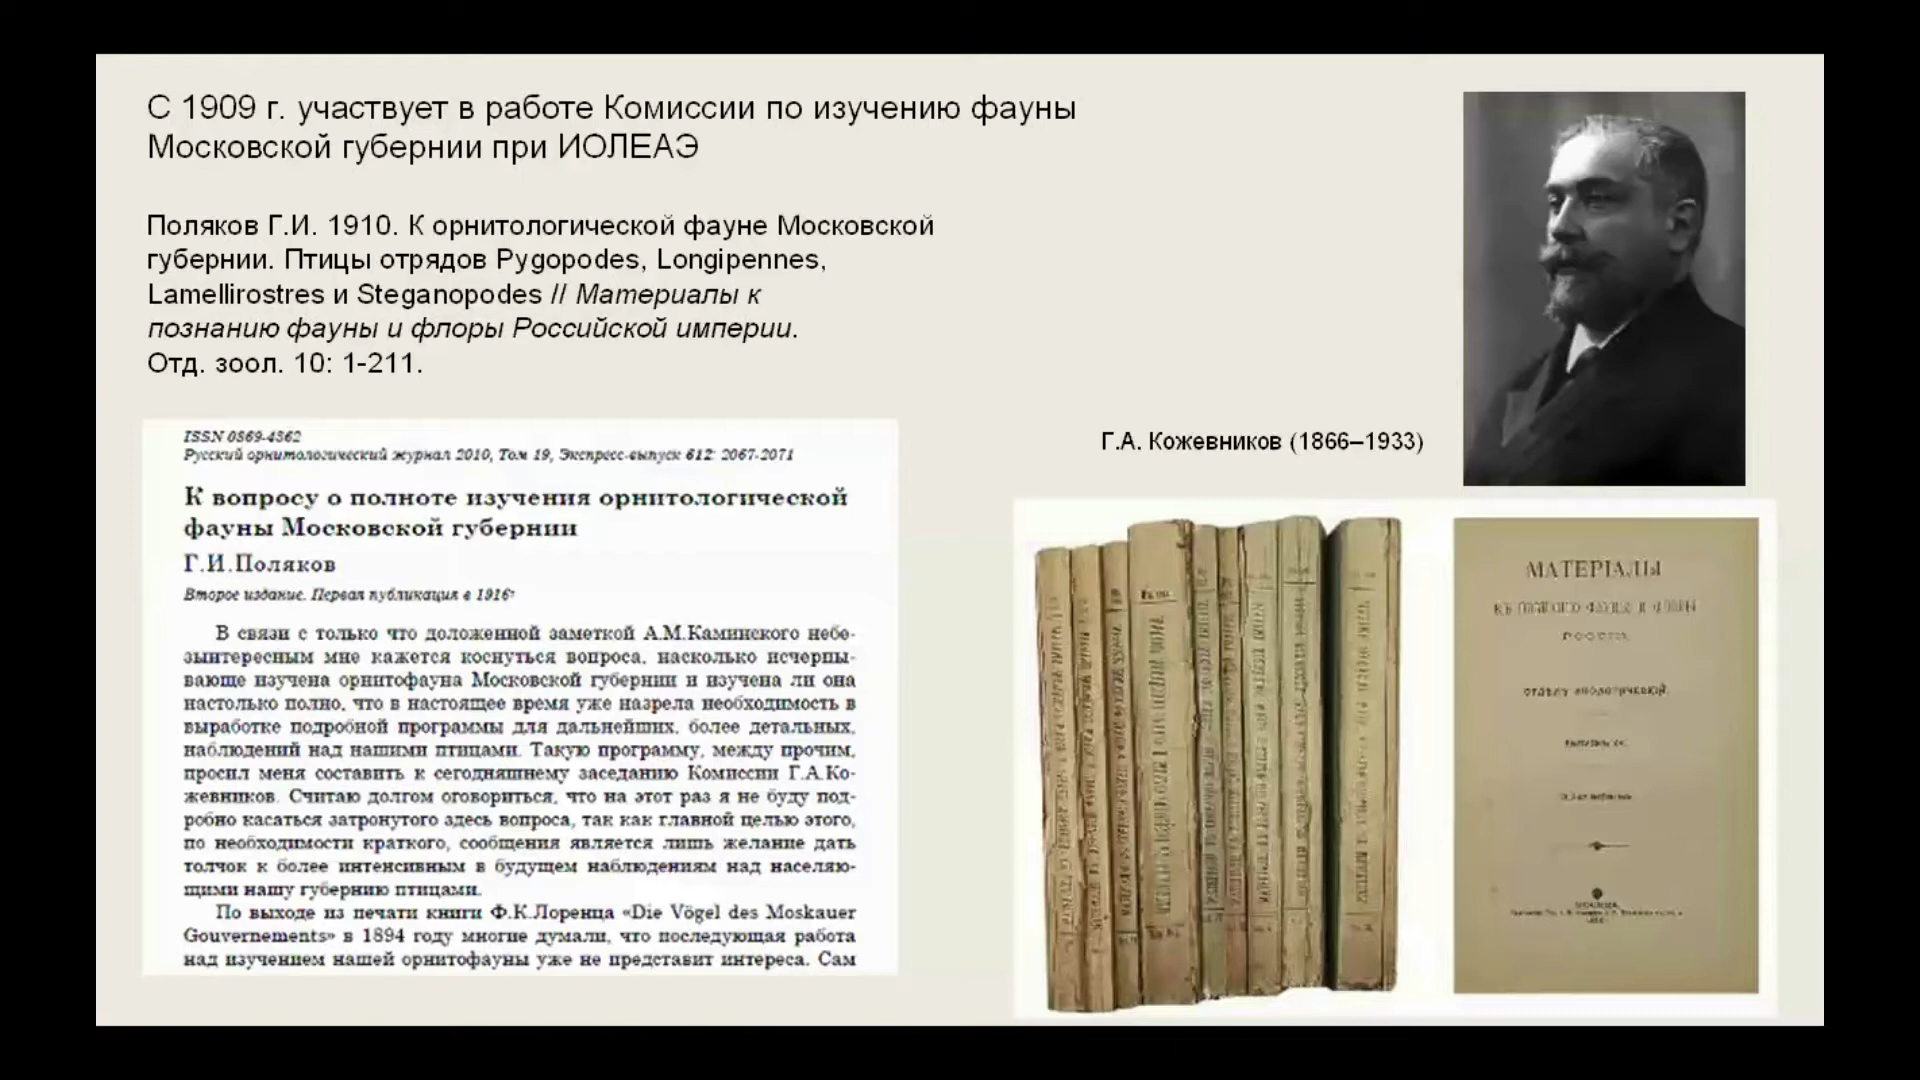 С 1909 г. участвует в работе Комиссии по изучению фауны
Московской губернии при ИОЛЕАЭ
Поляков Г.И. 1910. К орнитологической фауне Московской
губернии. Птицы отрядов Pygopodes, Longipennes,
Lamellirostres и Steganopodes // Материалы к
познанию фауны и флоры Российской империи.
Отд. зоол. 10: 1-211.
ISSN 0869-4362
Русский орнитологический журнал 2010, Том 19, Экспресс-выпуск 612: 2067-2071
К вопросу о полноте изучения орнитологической
фауны Московской губернии
Г.И.Поляков
Второе издание. Первая публикация в 1916*
В связи с только что доложенной заметкой А.М.Каминского небе-
зынтересным мне кажется коснуться вопроса, насколько исчерпы-
вающе изучена орнитофауна Московской губернии и изучена ли она
настолько полно, что в настоящее время уже назрела необходимость в
выработке подробной программы для дальнейших, более детальных,
наблюдений над нашими птицами. Такую программу, между прочим,
просил меня составить к сегодняшнему заседанию Комиссии Г.А.Ко-
жевников. Считаю долгом оговориться, что на этот раз я не буду под-
робно касаться затронутого здесь вопроса, так как главной целью этого,
по необходимости краткого, сообщения является лишь желание дать
толчок к более интенсивным в будущем наблюдениям над населяю-
щими нашу губернию птицами.
По выходе из печати книги Ф.К.Лоренца «Die Vögel des Moskauer
Gouvernements» в 1894 году многие думали, что последующая работа
над изучением нашей орнитофауны уже не представит интереса. Сам
Г.А. Кожевников (1866–1933)
МАТЕРІАЛЫ
РОССІИ